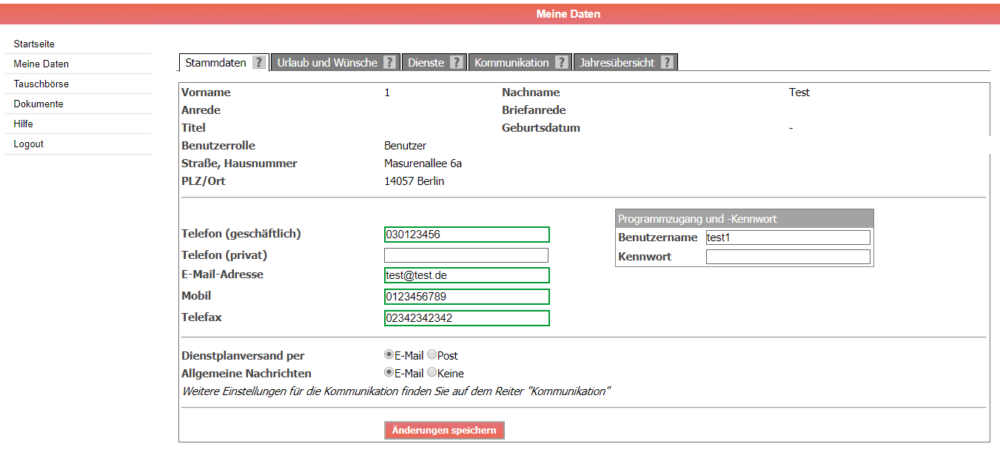 Meine Daten
Startseite
Meine Daten
Tauschbörse
Dokumente
Hilfe
Logout
Stammdaten ? Urlaub und Wünsche ? Dienste ? Kommunikation ? Jahresübersicht ?
Vorname 1 Nachname Test
Anrede Briefanrede
Titel Geburtsdatum -
Benutzerrolle Benutzer
Straße, Hausnummer Masurenallee 6a
PLZ/Ort 14057 Berlin
Programmzugang und -Kennwort
Benutzername test1
Kennwort
Telefon (geschäftlich) 030123456
Telefon (privat)
E-Mail-Adresse test@test.de
Mobil 0123456789
Telefax 02342342342
Dienstplanversand per E-Mail Post
Allgemeine Nachrichten E-Mail Keine
Weitere Einstellungen für die Kommunikation finden Sie auf dem Reiter "Kommunikation"
Änderungen speichern